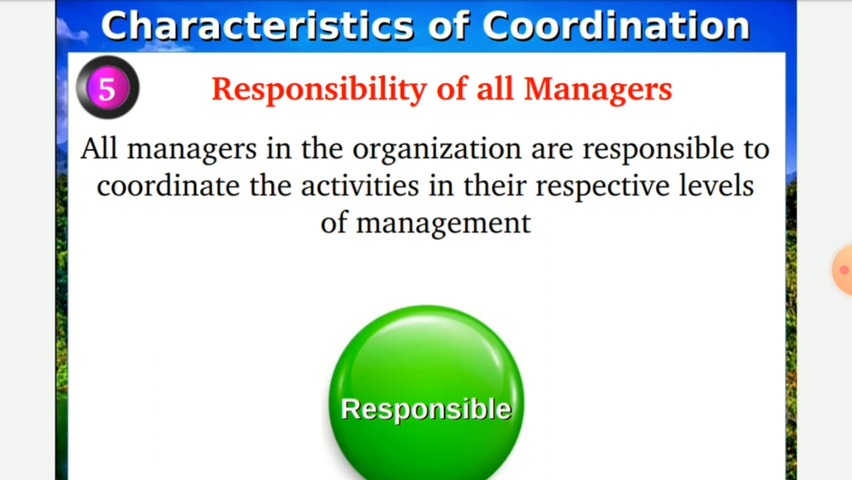 Characteristics of Coordination
5
Responsibility of all Managers
All managers in the organization are responsible to
coordinate the activities in their respective levels
of management
Responsible